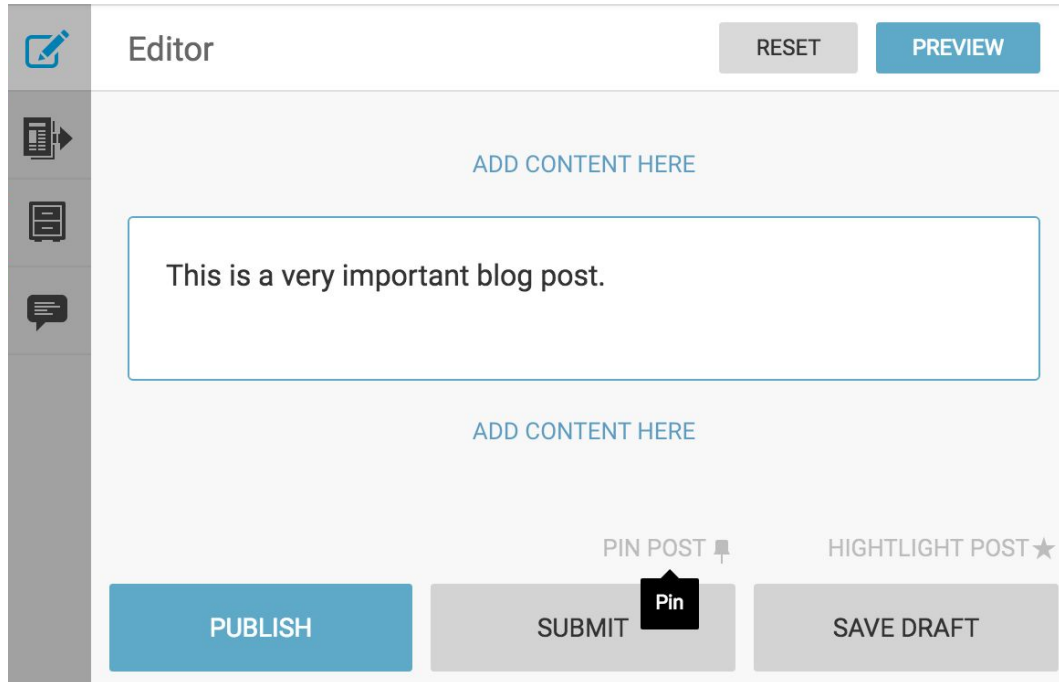 Editor
RESET
PREVIEW
ADD CONTENT HERE
This is a very important blog post.
ADD CONTENT HERE
PIN POST
HIGHTLIGHT POST
Pin
PUBLISH
SUBMIT
SAVE DRAFT